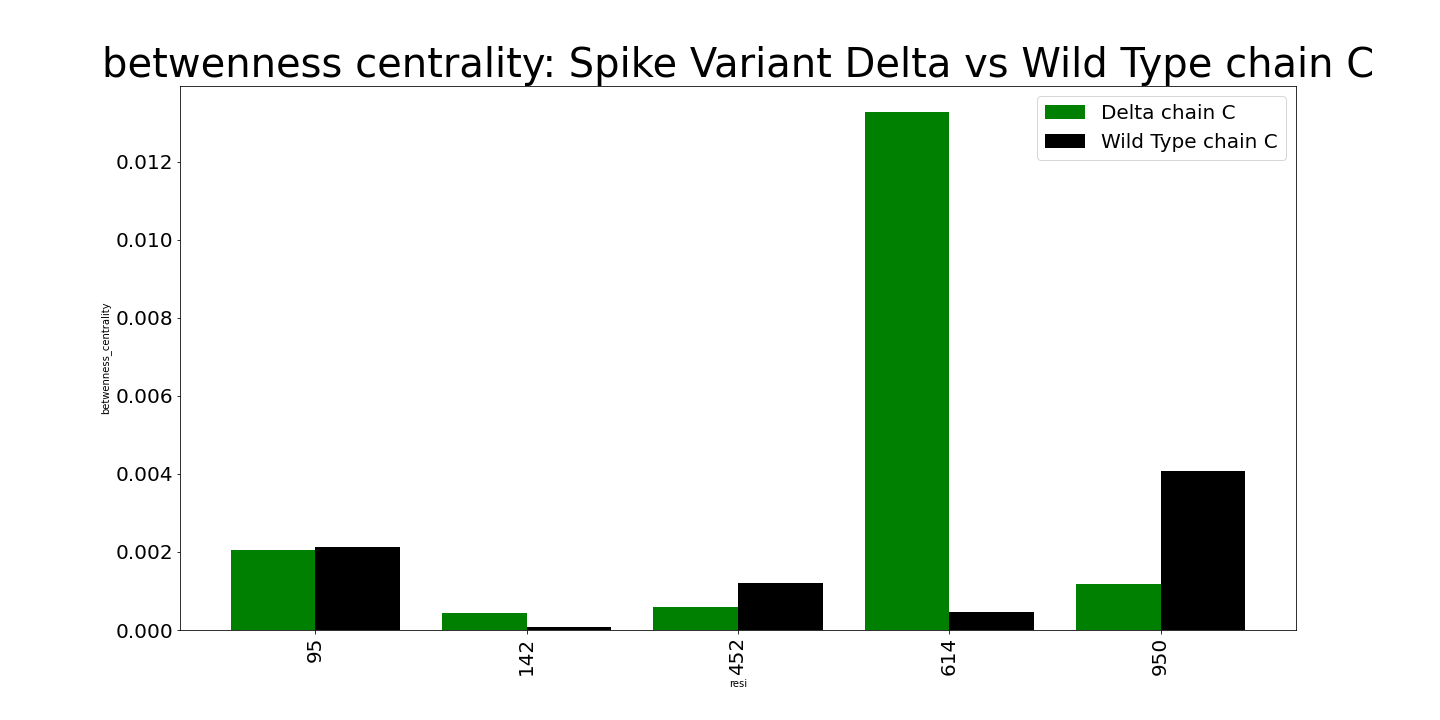 betwenness centrality: Spike Variant Delta vs Wild Type chain C
Delta chain C
Wild Type chain C
0.012
0.010
0.008
0.006
0.004
0.002
0.000
betwenness_centrality
95
142
452
614
950
resi